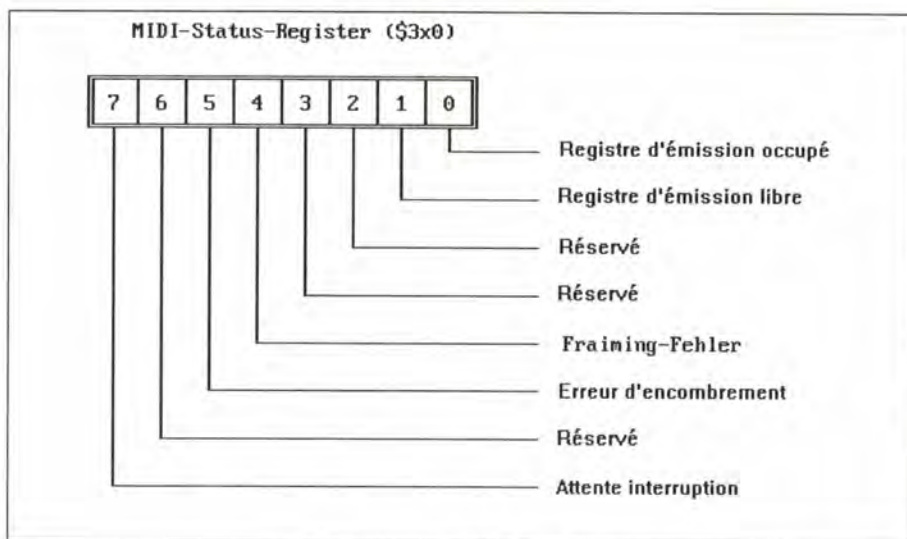 MIDI-Status-Register ($3x0)
7 6 5 4 3 2 1 0
Registre d'émission occupé
Registre d'émission libre
Réservé
Réservé
Fraiming-Fehler
Erreur d'encombrement
Réservé
Attente interruption